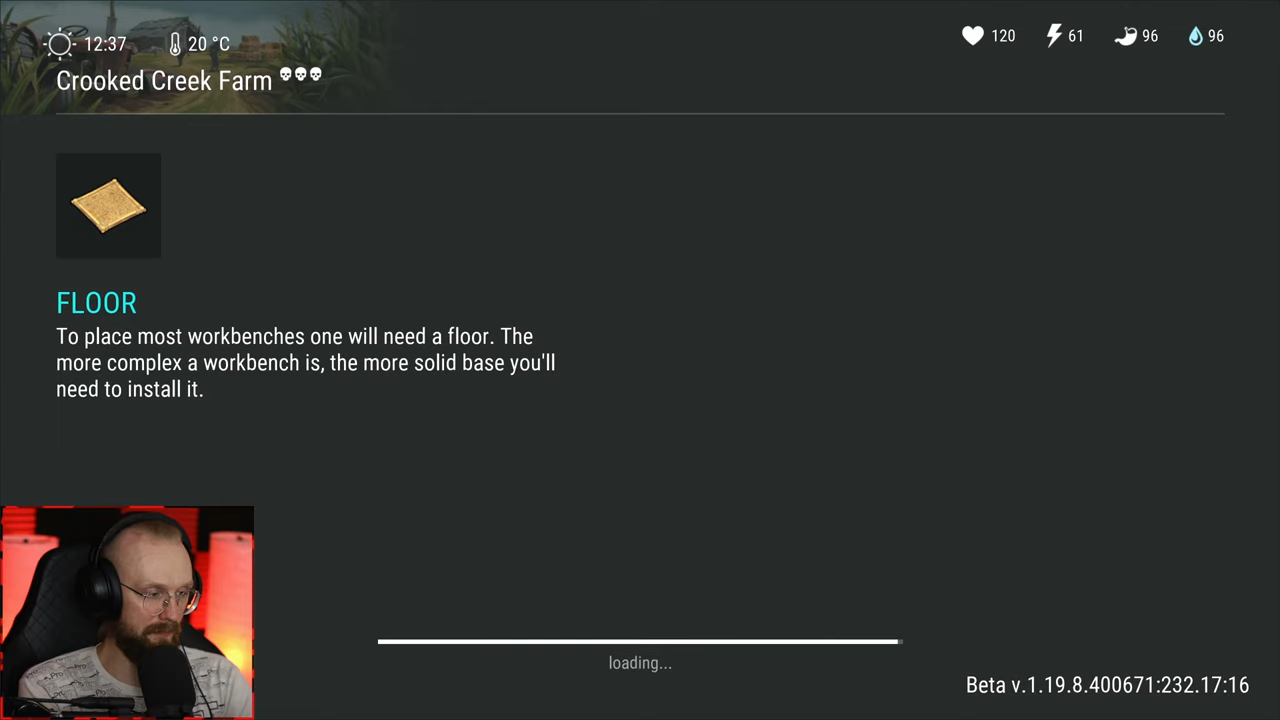 12:37 20 °C 120 61 96 96
Crooked Creek Farm
FLOOR
To place most workbenches one will need a floor. The
more complex a workbench is, the more solid base you'll
need to install it.
loading...
Beta v.1.19.8.400671:232.17:16